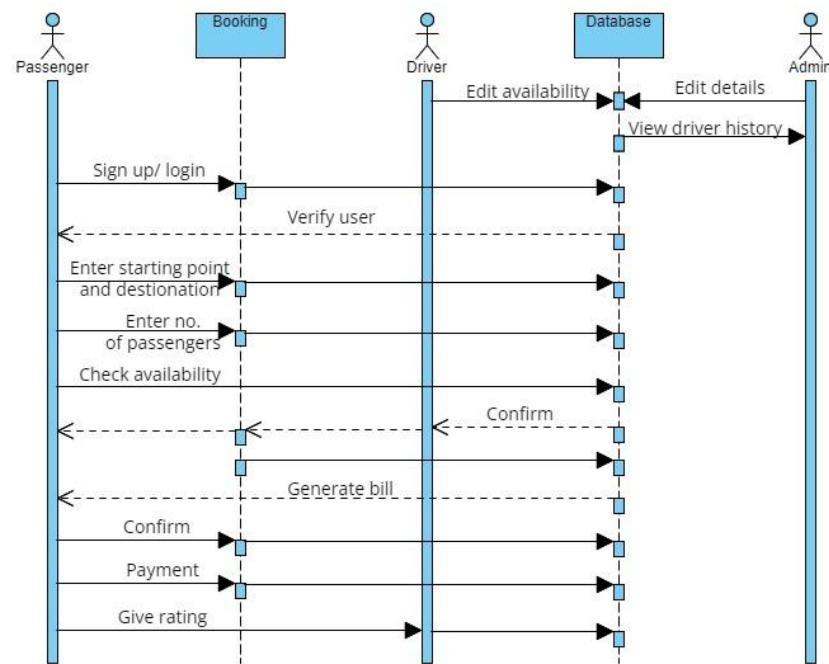 Booking
Database
Passenger
Driver
Admin
Edit availability
Edit details
View driver history
Sign up/ login
Verify user
Enter starting point
and destionation
Enter no.
of passengers
Check availability
Confirm
Generate bill
Confirm
Payment
Give rating